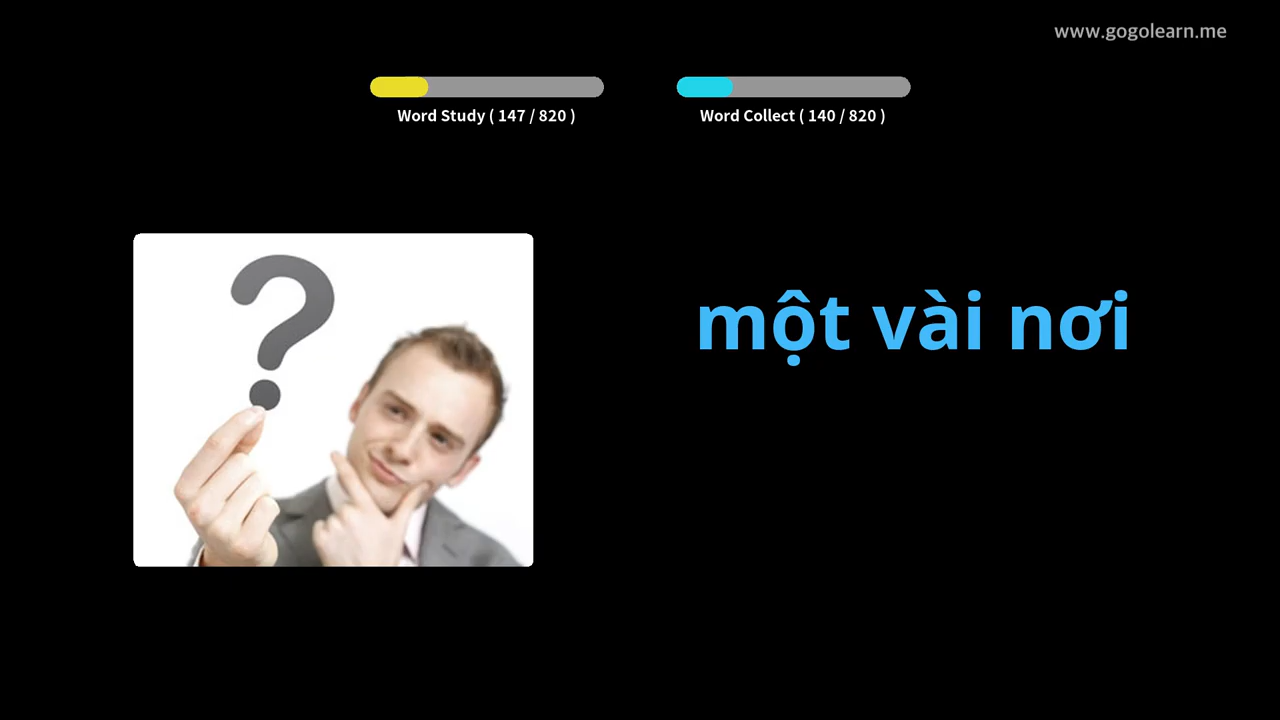 www.gogolearn.me
Word Study ( 147 / 820 )
Word Collect ( 140 / 820 )
?
một vài nơi